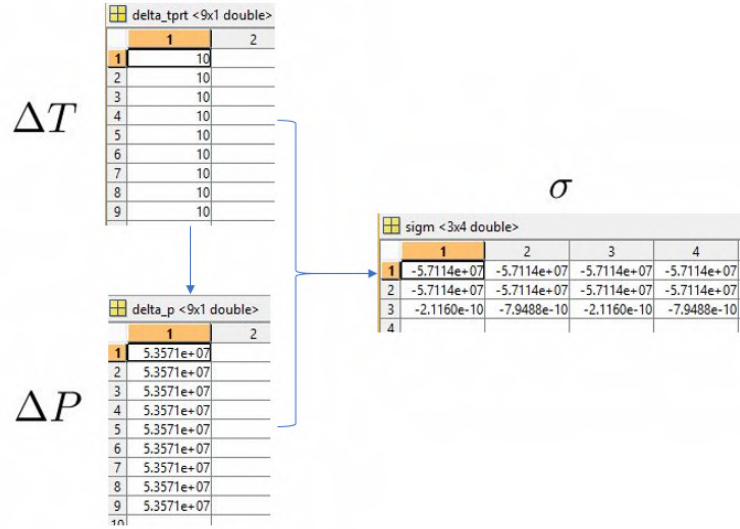 delta_tprt <9x1 double>
1 2
1 10
2 10
3 10
4 10
5 10
6 10
7 10
8 10
9 10
ΔT
σ
sigm <3x4 double>
1 2 3 4
1 -5.7114e+07 -5.7114e+07 -5.7114e+07 -5.7114e+07
2 -5.7114e+07 -5.7114e+07 -5.7114e+07 -5.7114e+07
3 -2.1160e-10 -7.9488e-10 -2.1160e-10 -7.9488e-10
4
delta_p <9x1 double>
1 2
1 5.3571e+07
2 5.3571e+07
3 5.3571e+07
4 5.3571e+07
5 5.3571e+07
6 5.3571e+07
7 5.3571e+07
8 5.3571e+07
9 5.3571e+07
10
ΔP